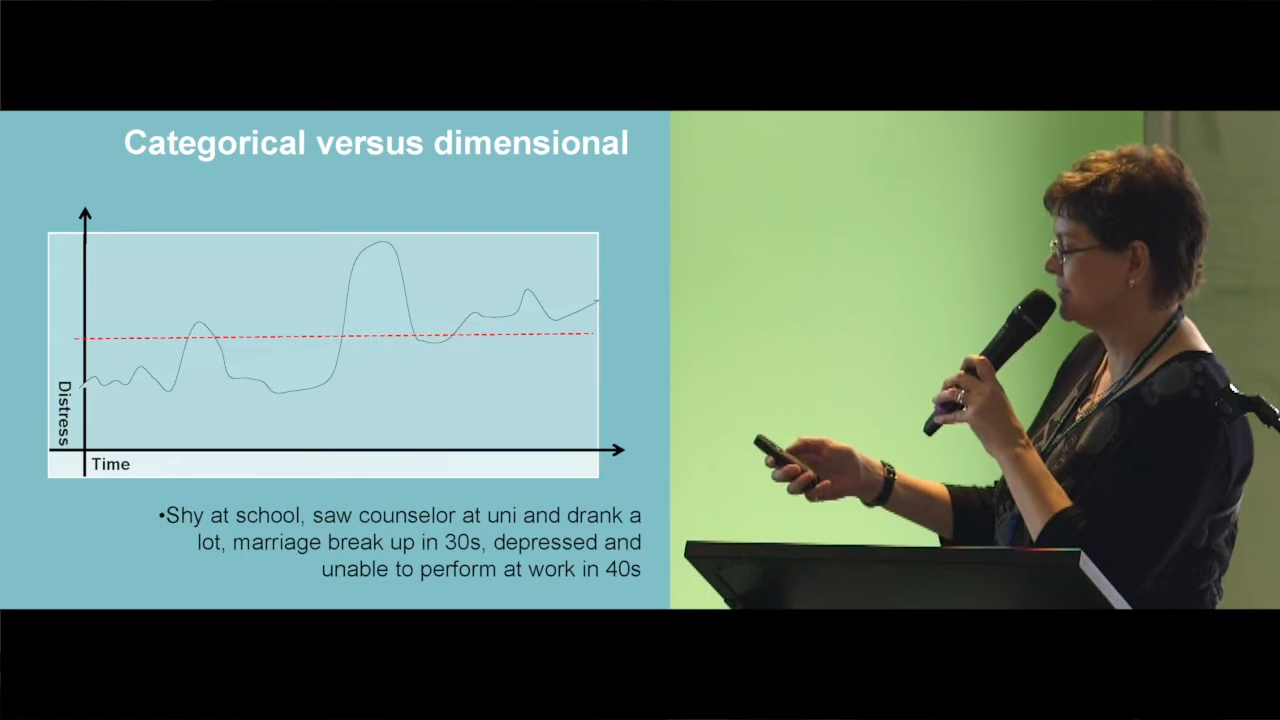 Categorical versus dimensional
Distress
Time
•Shy at school, saw counselor at uni and drank a
lot, marriage break up in 30s, depressed and
unable to perform at work in 40s